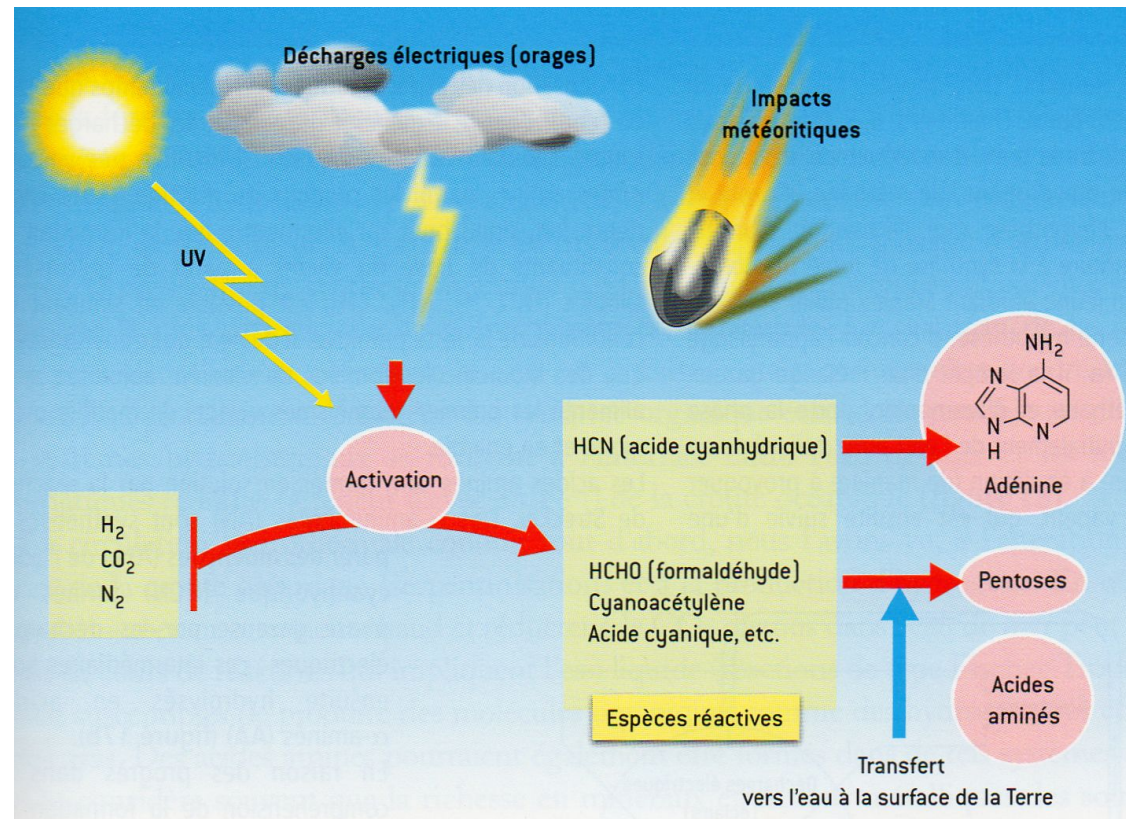 Décharges électriques (orages)
Impacts
météoritiques
UV
Activation
H₂
CO₂
N₂
HCN (acide cyanhydrique)
HCHO (formaldéhyde)
Cyanoacétylène
Acide cyanique, etc.
Espèces réactives
NH₂
N
N
H
N
Adénine
Pentoses
Acides
aminés
Transfert
vers l'eau à la surface de la Terre